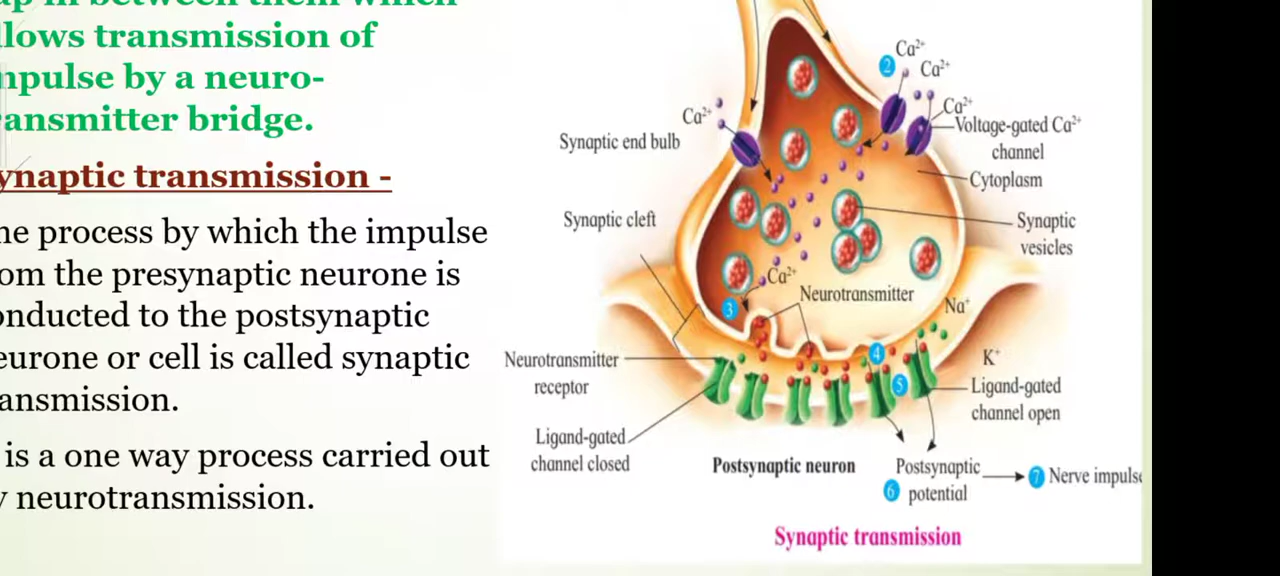 llows transmission of
mpulse by a neuro-
ransmitter bridge.
ynaptic transmission -
he process by which the impulse
om the presynaptic neurone is
onducted to the postsynaptic
eurone or cell is called synaptic
ansmission.
is a one way process carried out
y neurotransmission.
Ca²⁺
2
Ca²⁺
Ca²⁺
Ca²⁺
Voltage-gated Ca²⁺
channel
Synaptic end bulb
Cytoplasm
Synaptic cleft
Synaptic
vesicles
Ca²⁺
3
Neurotransmitter
Na⁺
4
K⁺
Neurotransmitter
receptor
5
Ligand-gated
channel open
Ligand-gated
channel closed
Postsynaptic neuron
Postsynaptic
6 potential
7 Nerve impuls
Synaptic transmission